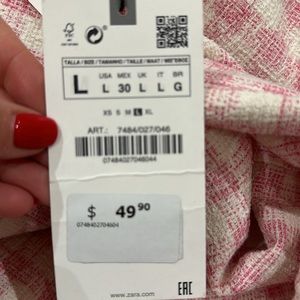 TALLA / SIZE / TAMANHO / TAILLE / MAAT /
L
USA MEX UK IT BR
L 30 L L G
XS S M L XL
ART.: 7484/027/046
07484027046044
$ 49 90
0748402704604
www.zara.com
EAC